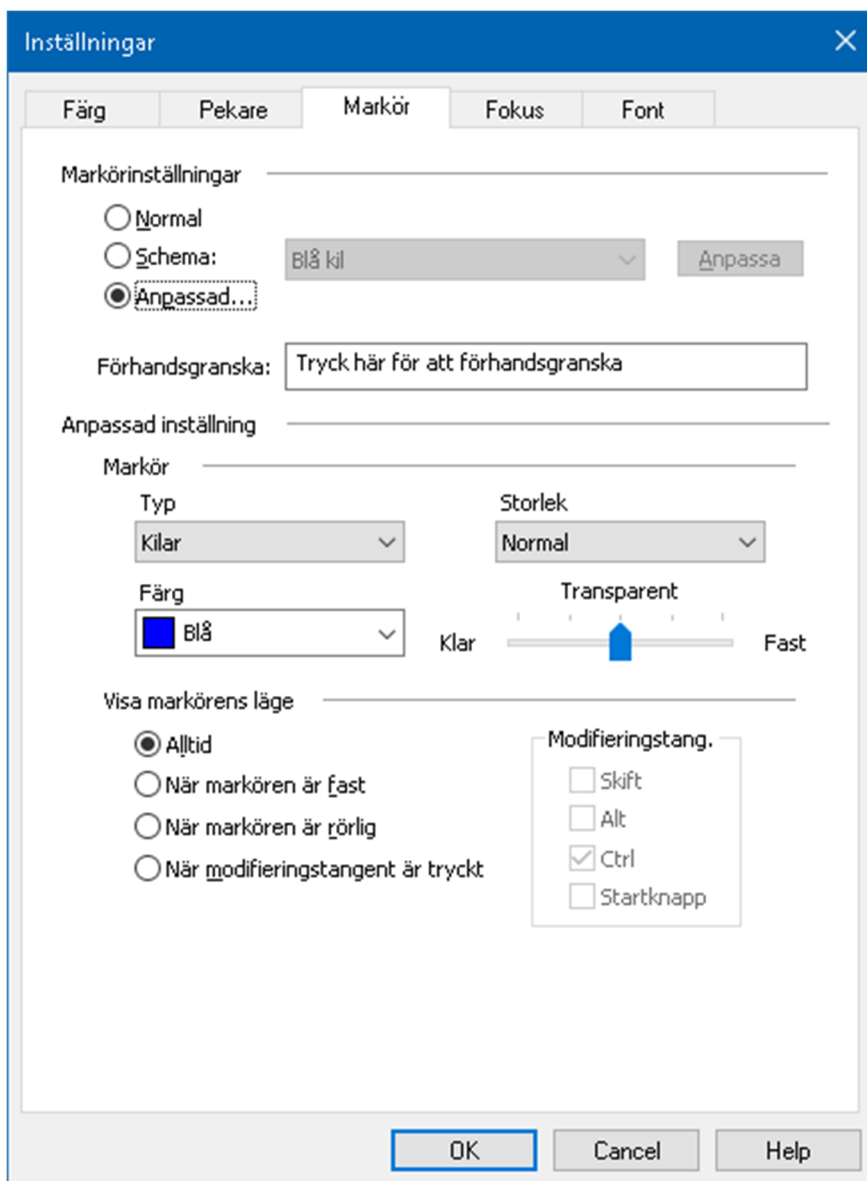 Inställningar
Färg Pekare Markör Fokus Font
Markörinställningar
Normal
Schema: Blå kil Anpassa
Anpassad...
Förhandsgranska: Tryck här för att förhandsgranska
Anpassad inställning
Markör
Typ Storlek
Kilar Normal
Färg Transparent
Blå Klar Fast
Visa markörens läge
Alltid Modifieringstang.
När markören är fast Skift
När markören är rörlig Alt
När modifieringstangent är tryckt Ctrl
Startknapp
OK Cancel Help